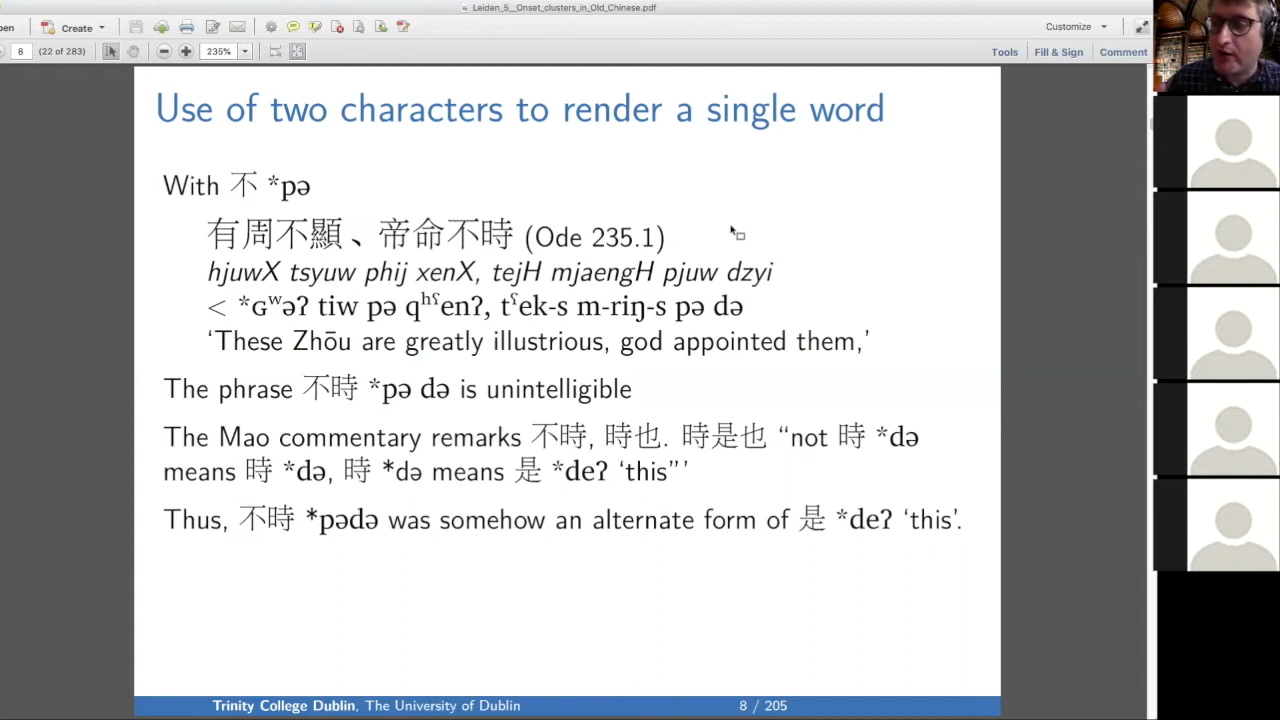 Leiden_5__Onset_clusters_in_Old_Chinese.pdf
pen Create Customize
8 (22 of 283) 235% Tools Fill & Sign Comment
Use of two characters to render a single word
With 不 *pə
有周不顯、帝命不時 (Ode 235.1)
hjuwX tsyuw phij xenX, tejH mjaengH pjuw dzyi
< *ɢʷəʔ tiw pə qʰˤenʔ, tˤek-s m-riŋ-s pə də
‘These Zhōu are greatly illustrious, god appointed them,’
The phrase 不時 *pə də is unintelligible
The Mao commentary remarks 不時, 時也. 時是也 “not 時 *də
means 時 *də, 時 *də means 是 *deʔ ‘this”’
Thus, 不時 *pədə was somehow an alternate form of 是 *deʔ ‘this’.
Trinity College Dublin, The University of Dublin 8 / 205